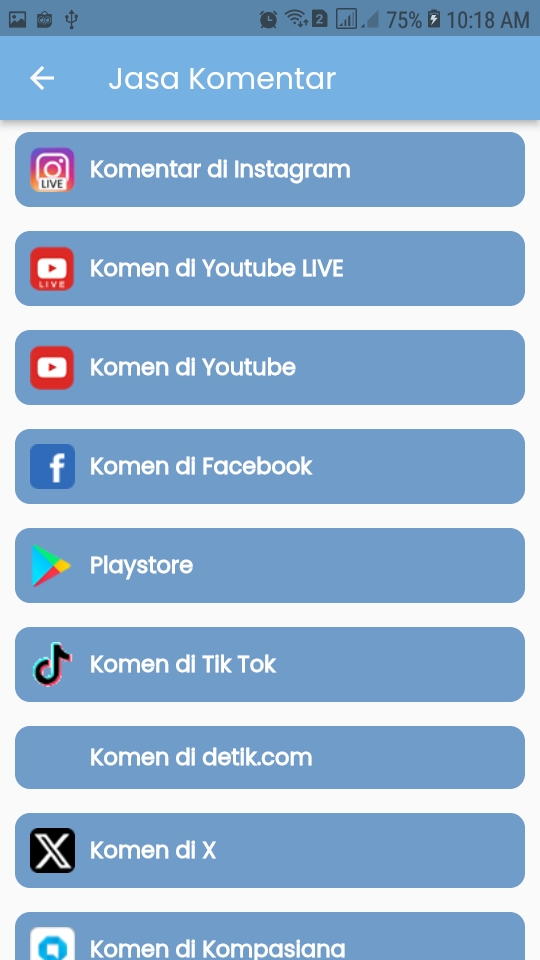 2 75% 10:18 AM
Jasa Komentar
LIVE
Komentar di Instagram
LIVE
Komen di Youtube LIVE
Komen di Youtube
f
Komen di Facebook
Playstore
Komen di Tik Tok
Komen di detik.com
X
Komen di X
Komen di Kompasiana